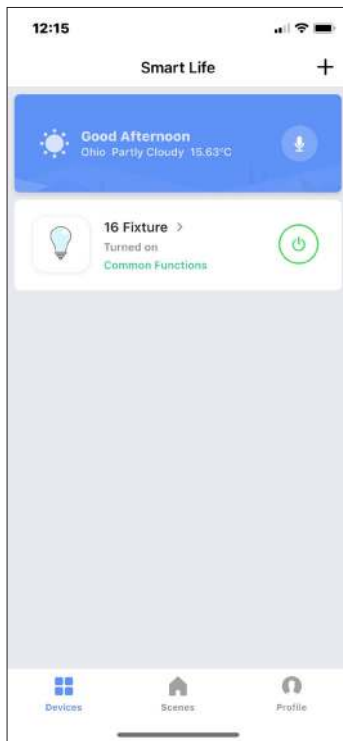 12:15
Smart Life
+
Good Afternoon
Ohio Partly Cloudy 15.63°C
16 Fixture >
Turned on
Common Functions
Devices
Scenes
Profile